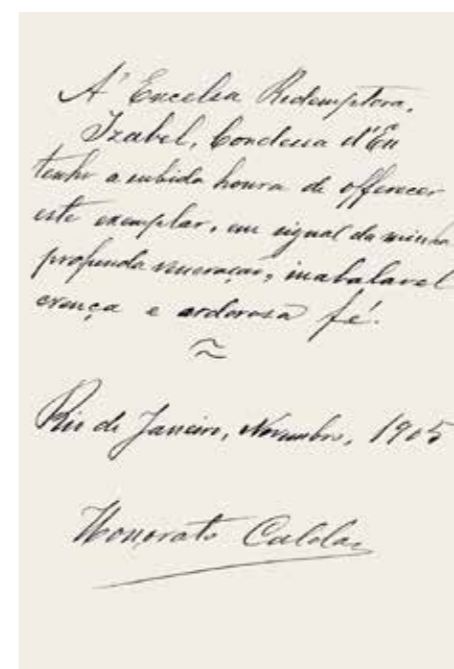 A' Excelsa Redemptora,
Izabel, Condessa d'Eu
tenho a subida honra de offerecer
este exemplar, em signal da minha
profunda veneração, inabalavel
crença e ardorosa fé.
Rio de Janeiro, Novembro, 1905
Honorato Caldas